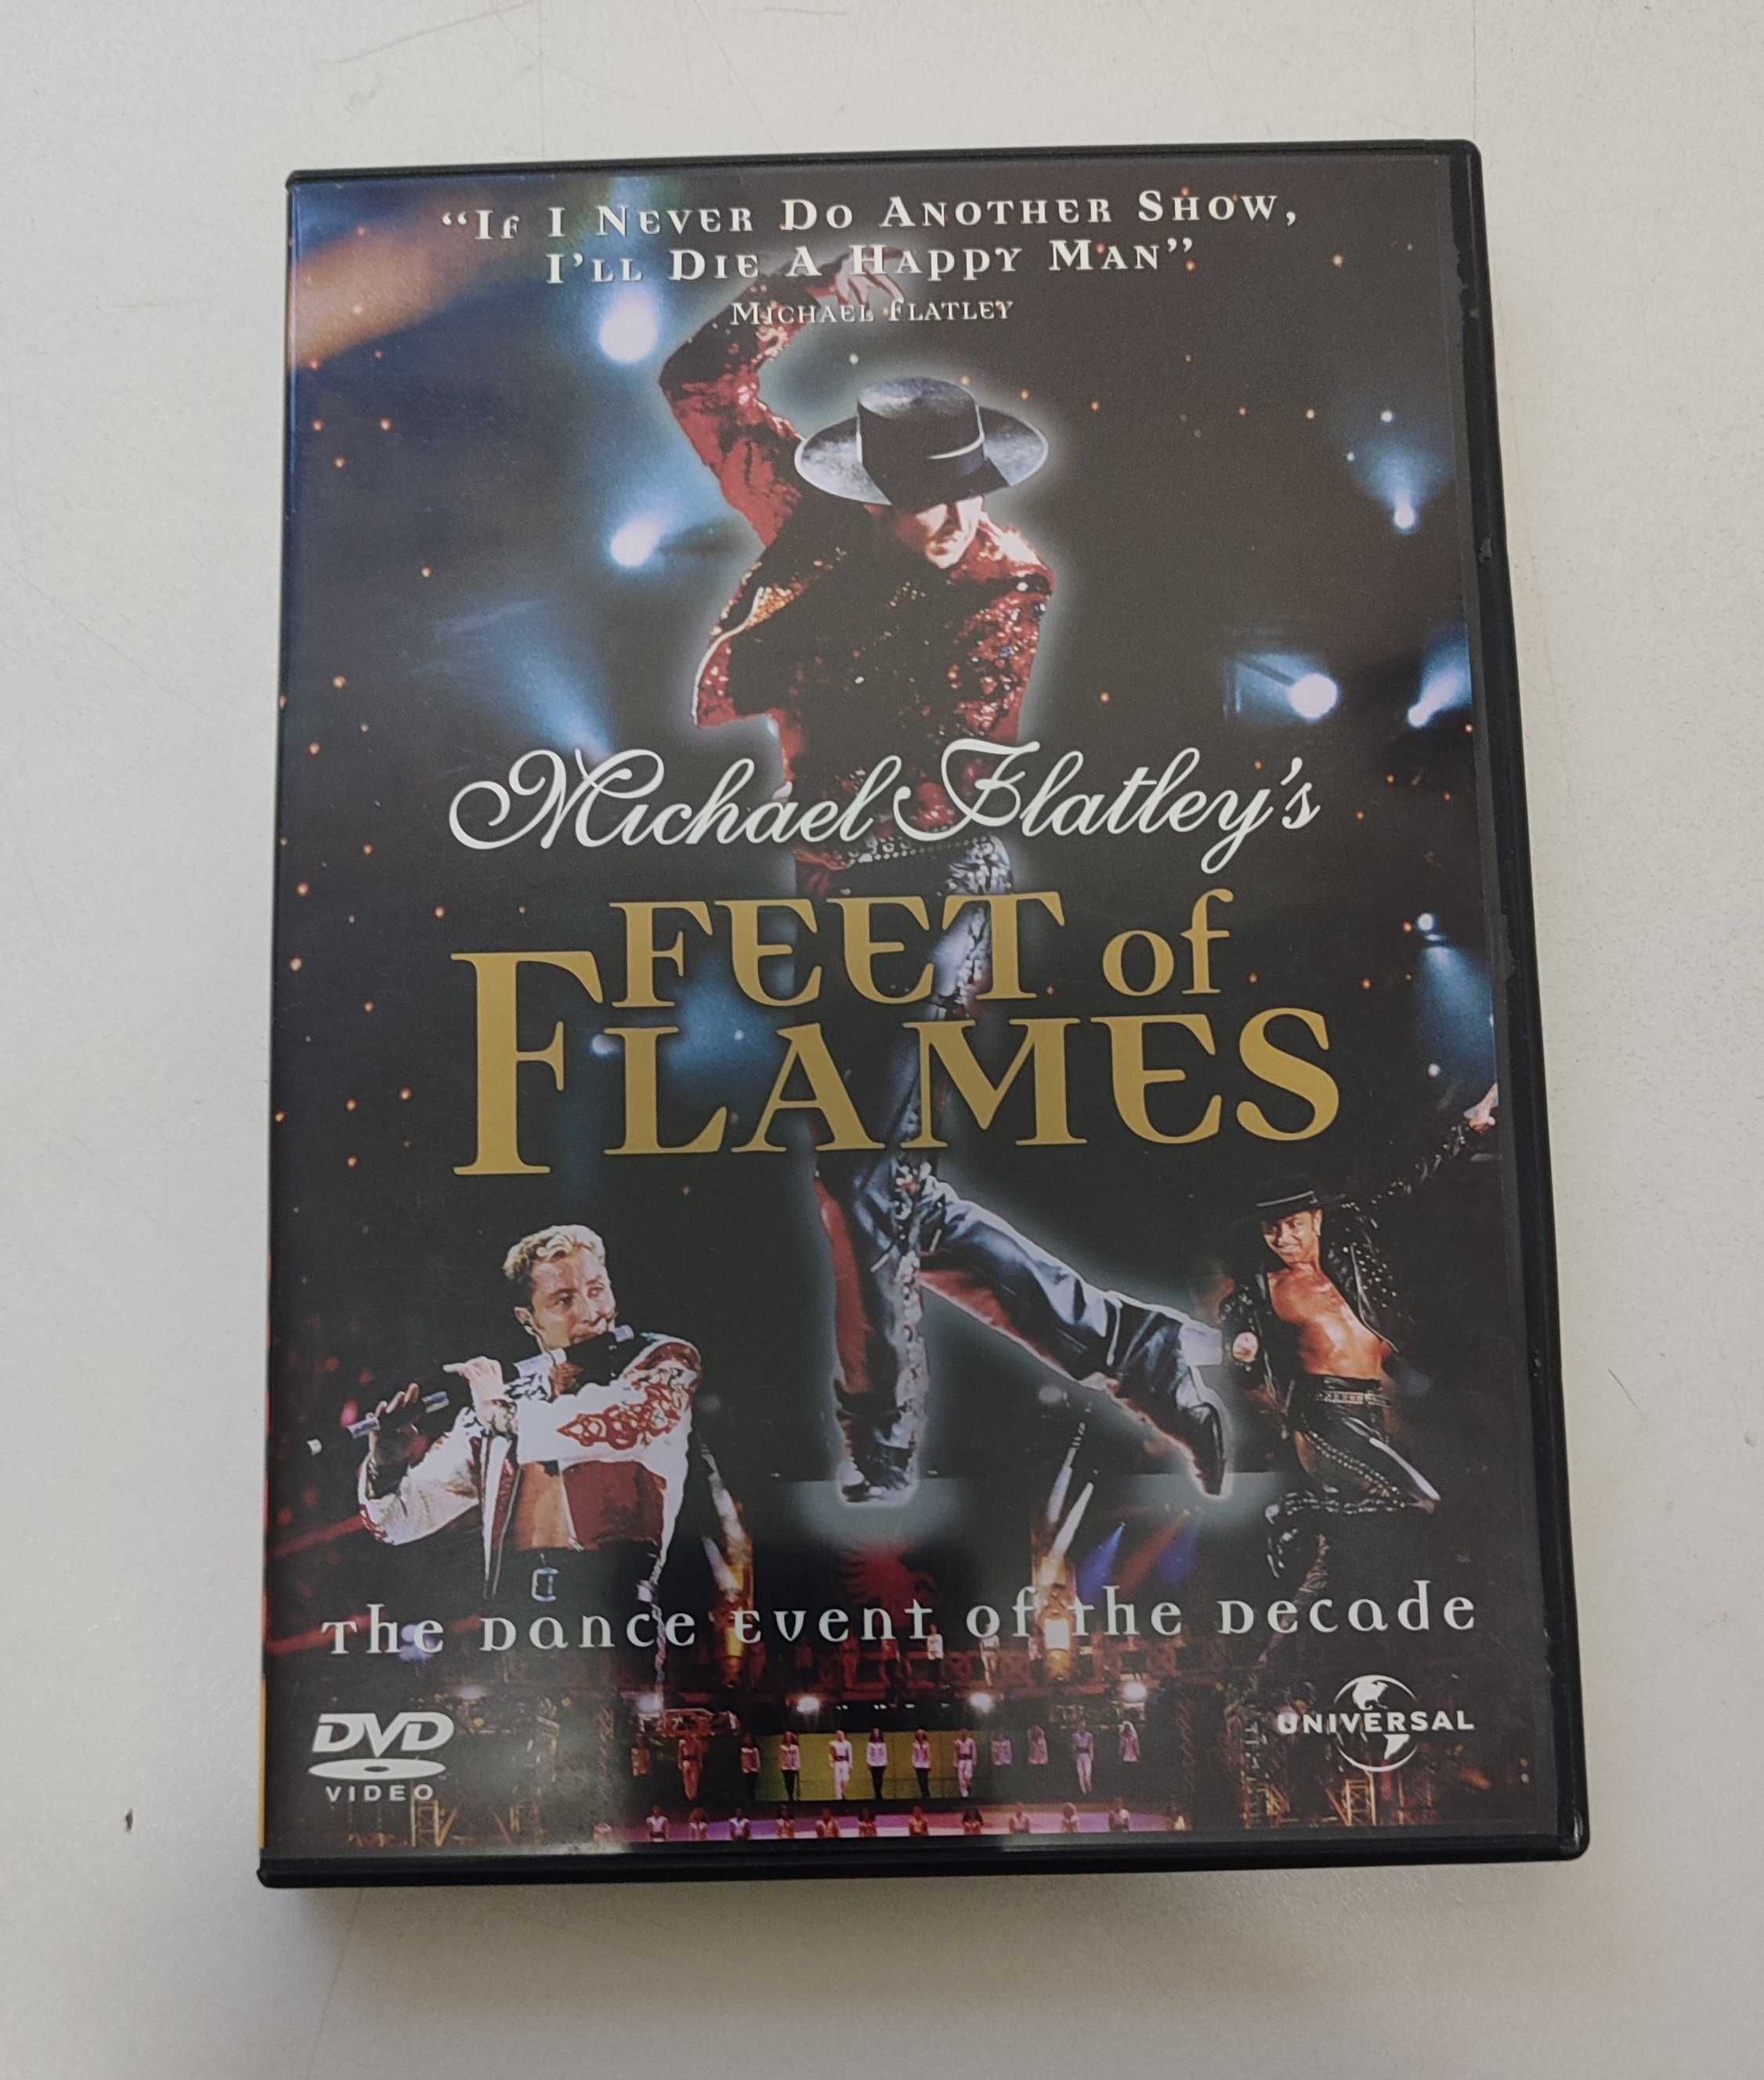 “If I Never Do Another Show,
I’ll Die A Happy Man”
Michael Flatley
Michael Flatley’s
FEET of
FLAMES
The Dance Event of the Decade
DVD
VIDEO
UNIVERSAL